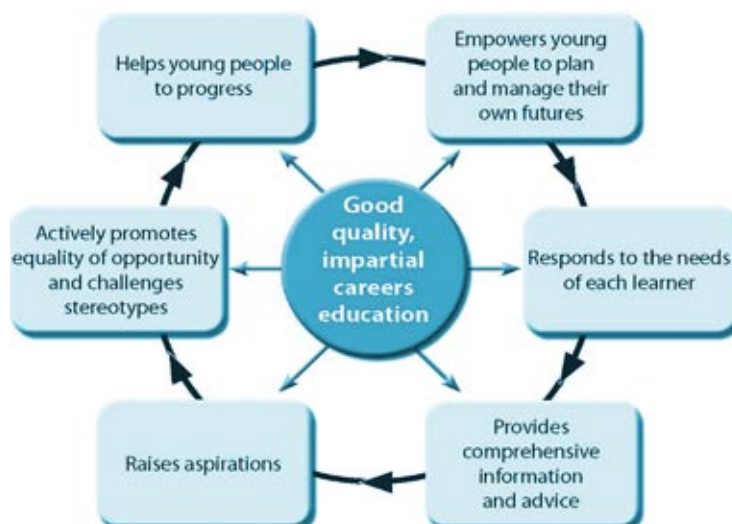 Helps young people
to progress
Empowers young
people to plan
and manage their
own futures
Good
quality,
impartial
careers
education
Actively promotes
equality of opportunity
and challenges
stereotypes
Responds to the needs
of each learner
Raises aspirations
Provides
comprehensive
information
and advice